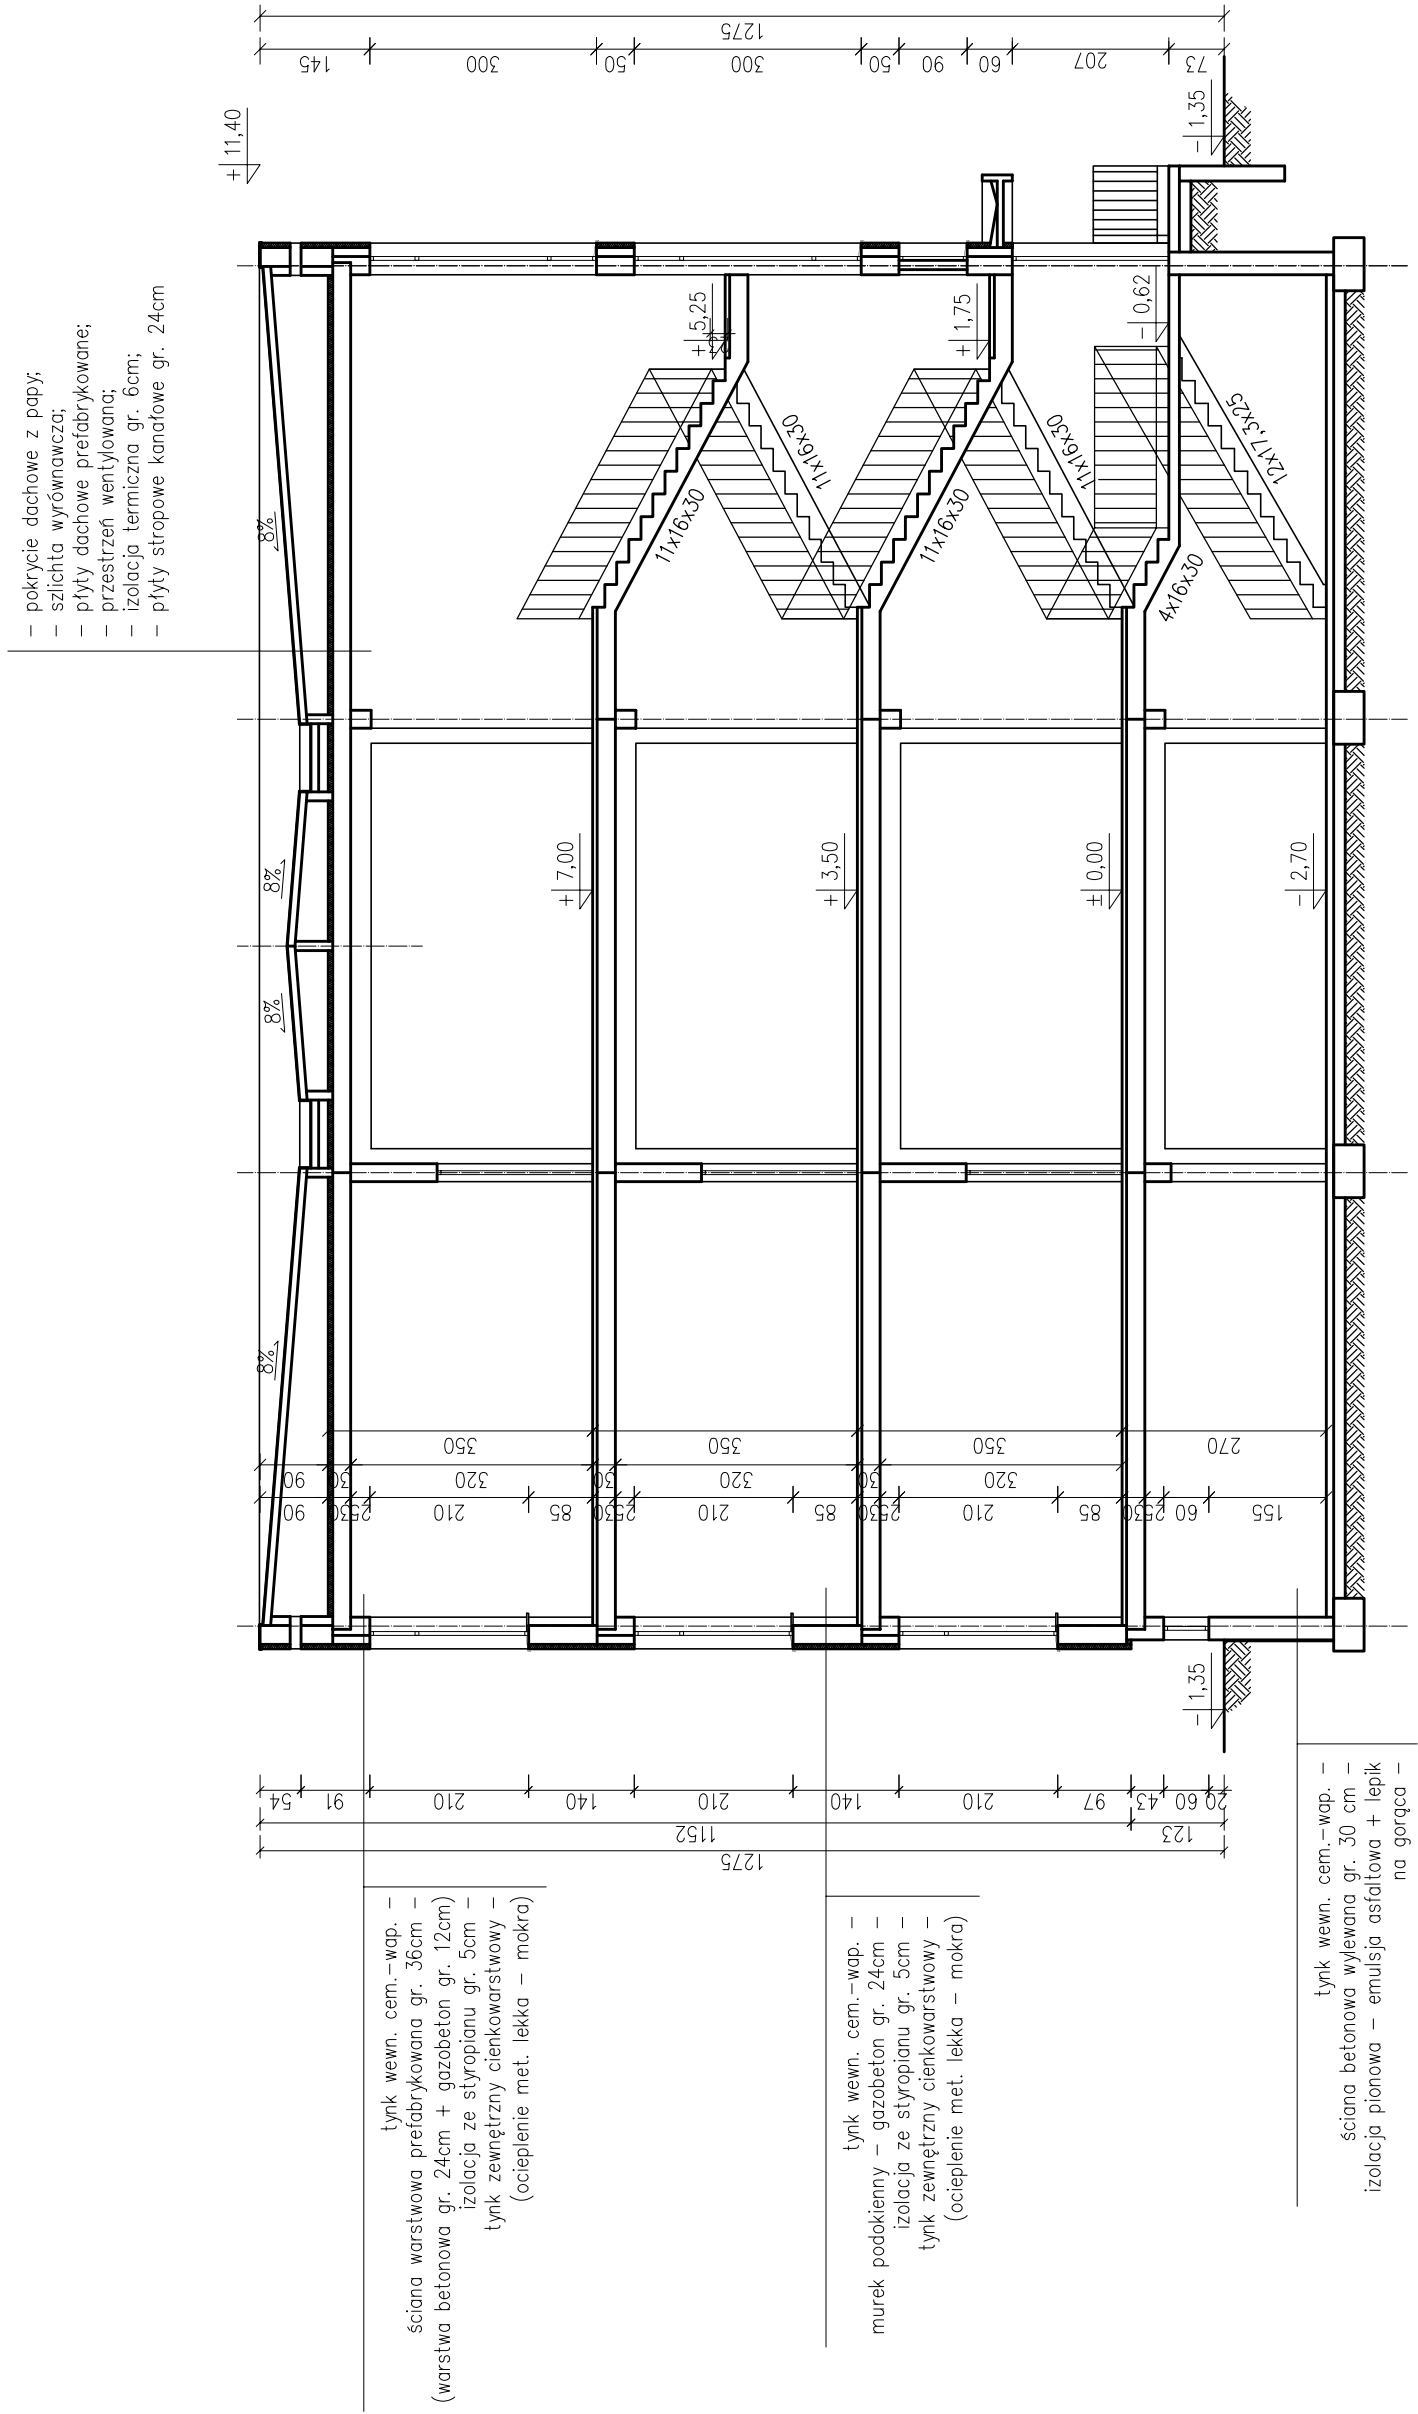 - pokrycie dachowe z papy;
- szlichta wyrównawcza;
- płyty dachowe prefabrykowane;
- przestrzeń wentylowana;
- izolacja termiczna gr. 6cm;
- płyty stropowe kanałowe gr. 24cm
+ 11,40
1275
145
300
50
300
50
90
60
207
73
- 1,35
8%
8%
8%
8%
+ 5,25
+ 1,75
- 0,62
11x16x30
11x16x30
11x16x30
11x16x30
4x16x30
12x17,3x25
+ 7,00
+ 3,50
± 0,00
- 2,70
350
350
350
270
90
30
320
30
320
30
320
90
30
25
210
85
30
25
210
85
30
25
210
85
30
25
60
155
- 1,35
54
91
210
140
210
140
210
97
43
60
20
1152
123
1275
tynk wewn. cem.-wap. -
ściana warstwowa prefabrykowana gr. 36cm -
(warstwa betonowa gr. 24cm + gazobeton gr. 12cm)
izolacja ze styropianu gr. 5cm -
tynk zewnętrzny cienkowarstwowy -
(ocieplenie met. lekka - mokra)
tynk wewn. cem.-wap. -
murek podokienny - gazobeton gr. 24cm -
izolacja ze styropianu gr. 5cm -
tynk zewnętrzny cienkowarstwowy -
(ocieplenie met. lekka - mokra)
tynk wewn. cem.-wap. -
ściana betonowa wylewana gr. 30 cm -
izolacja pionowa - emulsja asfaltowa + lepik
na gorąca -